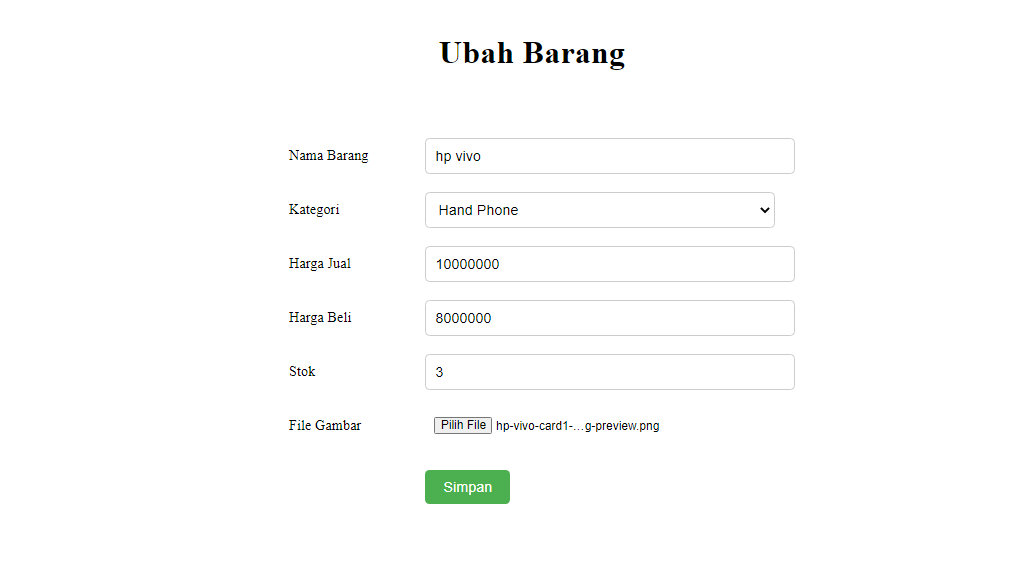 Ubah Barang
Nama Barang hp vivo
Kategori Hand Phone
Harga Jual 10000000
Harga Beli 8000000
Stok 3
File Gambar Pilih File hp-vivo-card1-...g-preview.png
Simpan